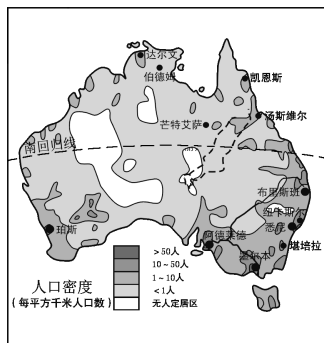 达尔文
伯德姆
凯恩斯
芒特艾萨
汤斯维尔
南回归线
布里斯班
纽卡斯尔
悉尼
珀斯
阿德莱德
堪培拉
墨尔本
人口密度
(每平方千米人口数)
>50人
10~50人
1~10人
<1人
无人定居区